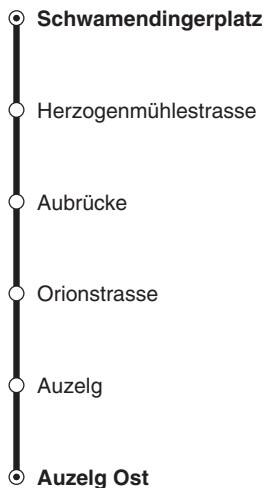 Schwamendingerplatz
Herzogenmühlestrasse
Aubrücke
Orionstrasse
Auzelg
Auzelg Ost